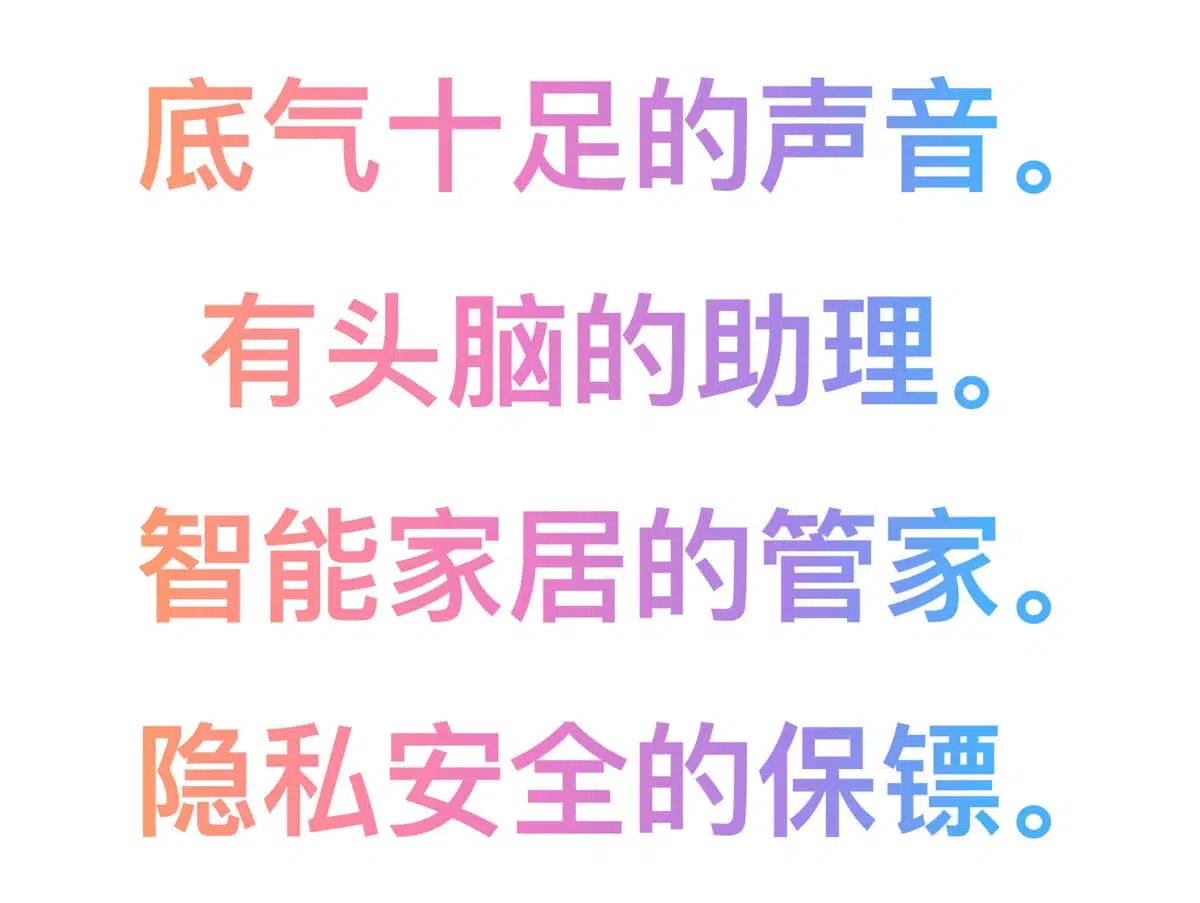 底气十足的声音。
有头脑的助理。
智能家居的管家。
隐私安全的保镖。